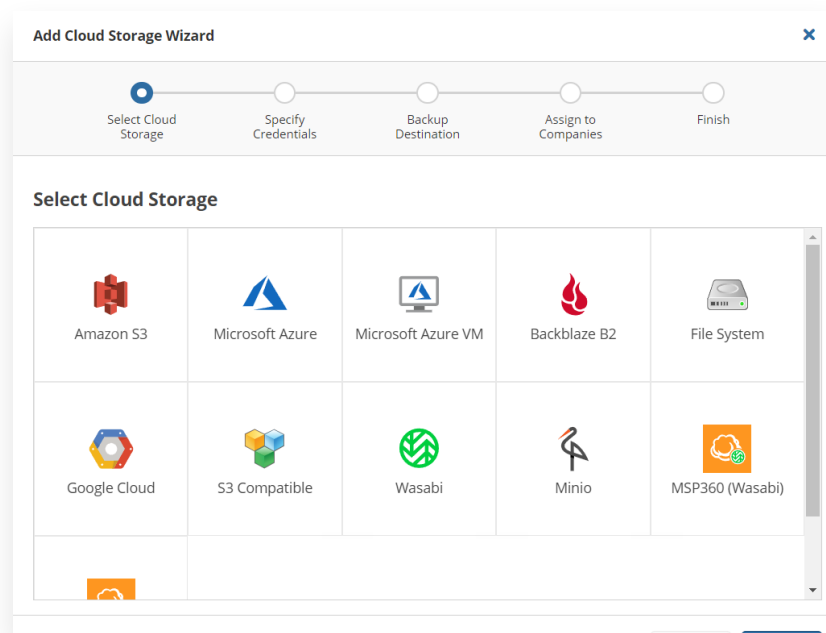 Add Cloud Storage Wizard
Select Cloud
Storage
Specify
Credentials
Backup
Destination
Assign to
Companies
Finish
Select Cloud Storage
Amazon S3
Microsoft Azure
Microsoft Azure VM
Backblaze B2
File System
Google Cloud
S3 Compatible
Wasabi
Minio
MSP360 (Wasabi)